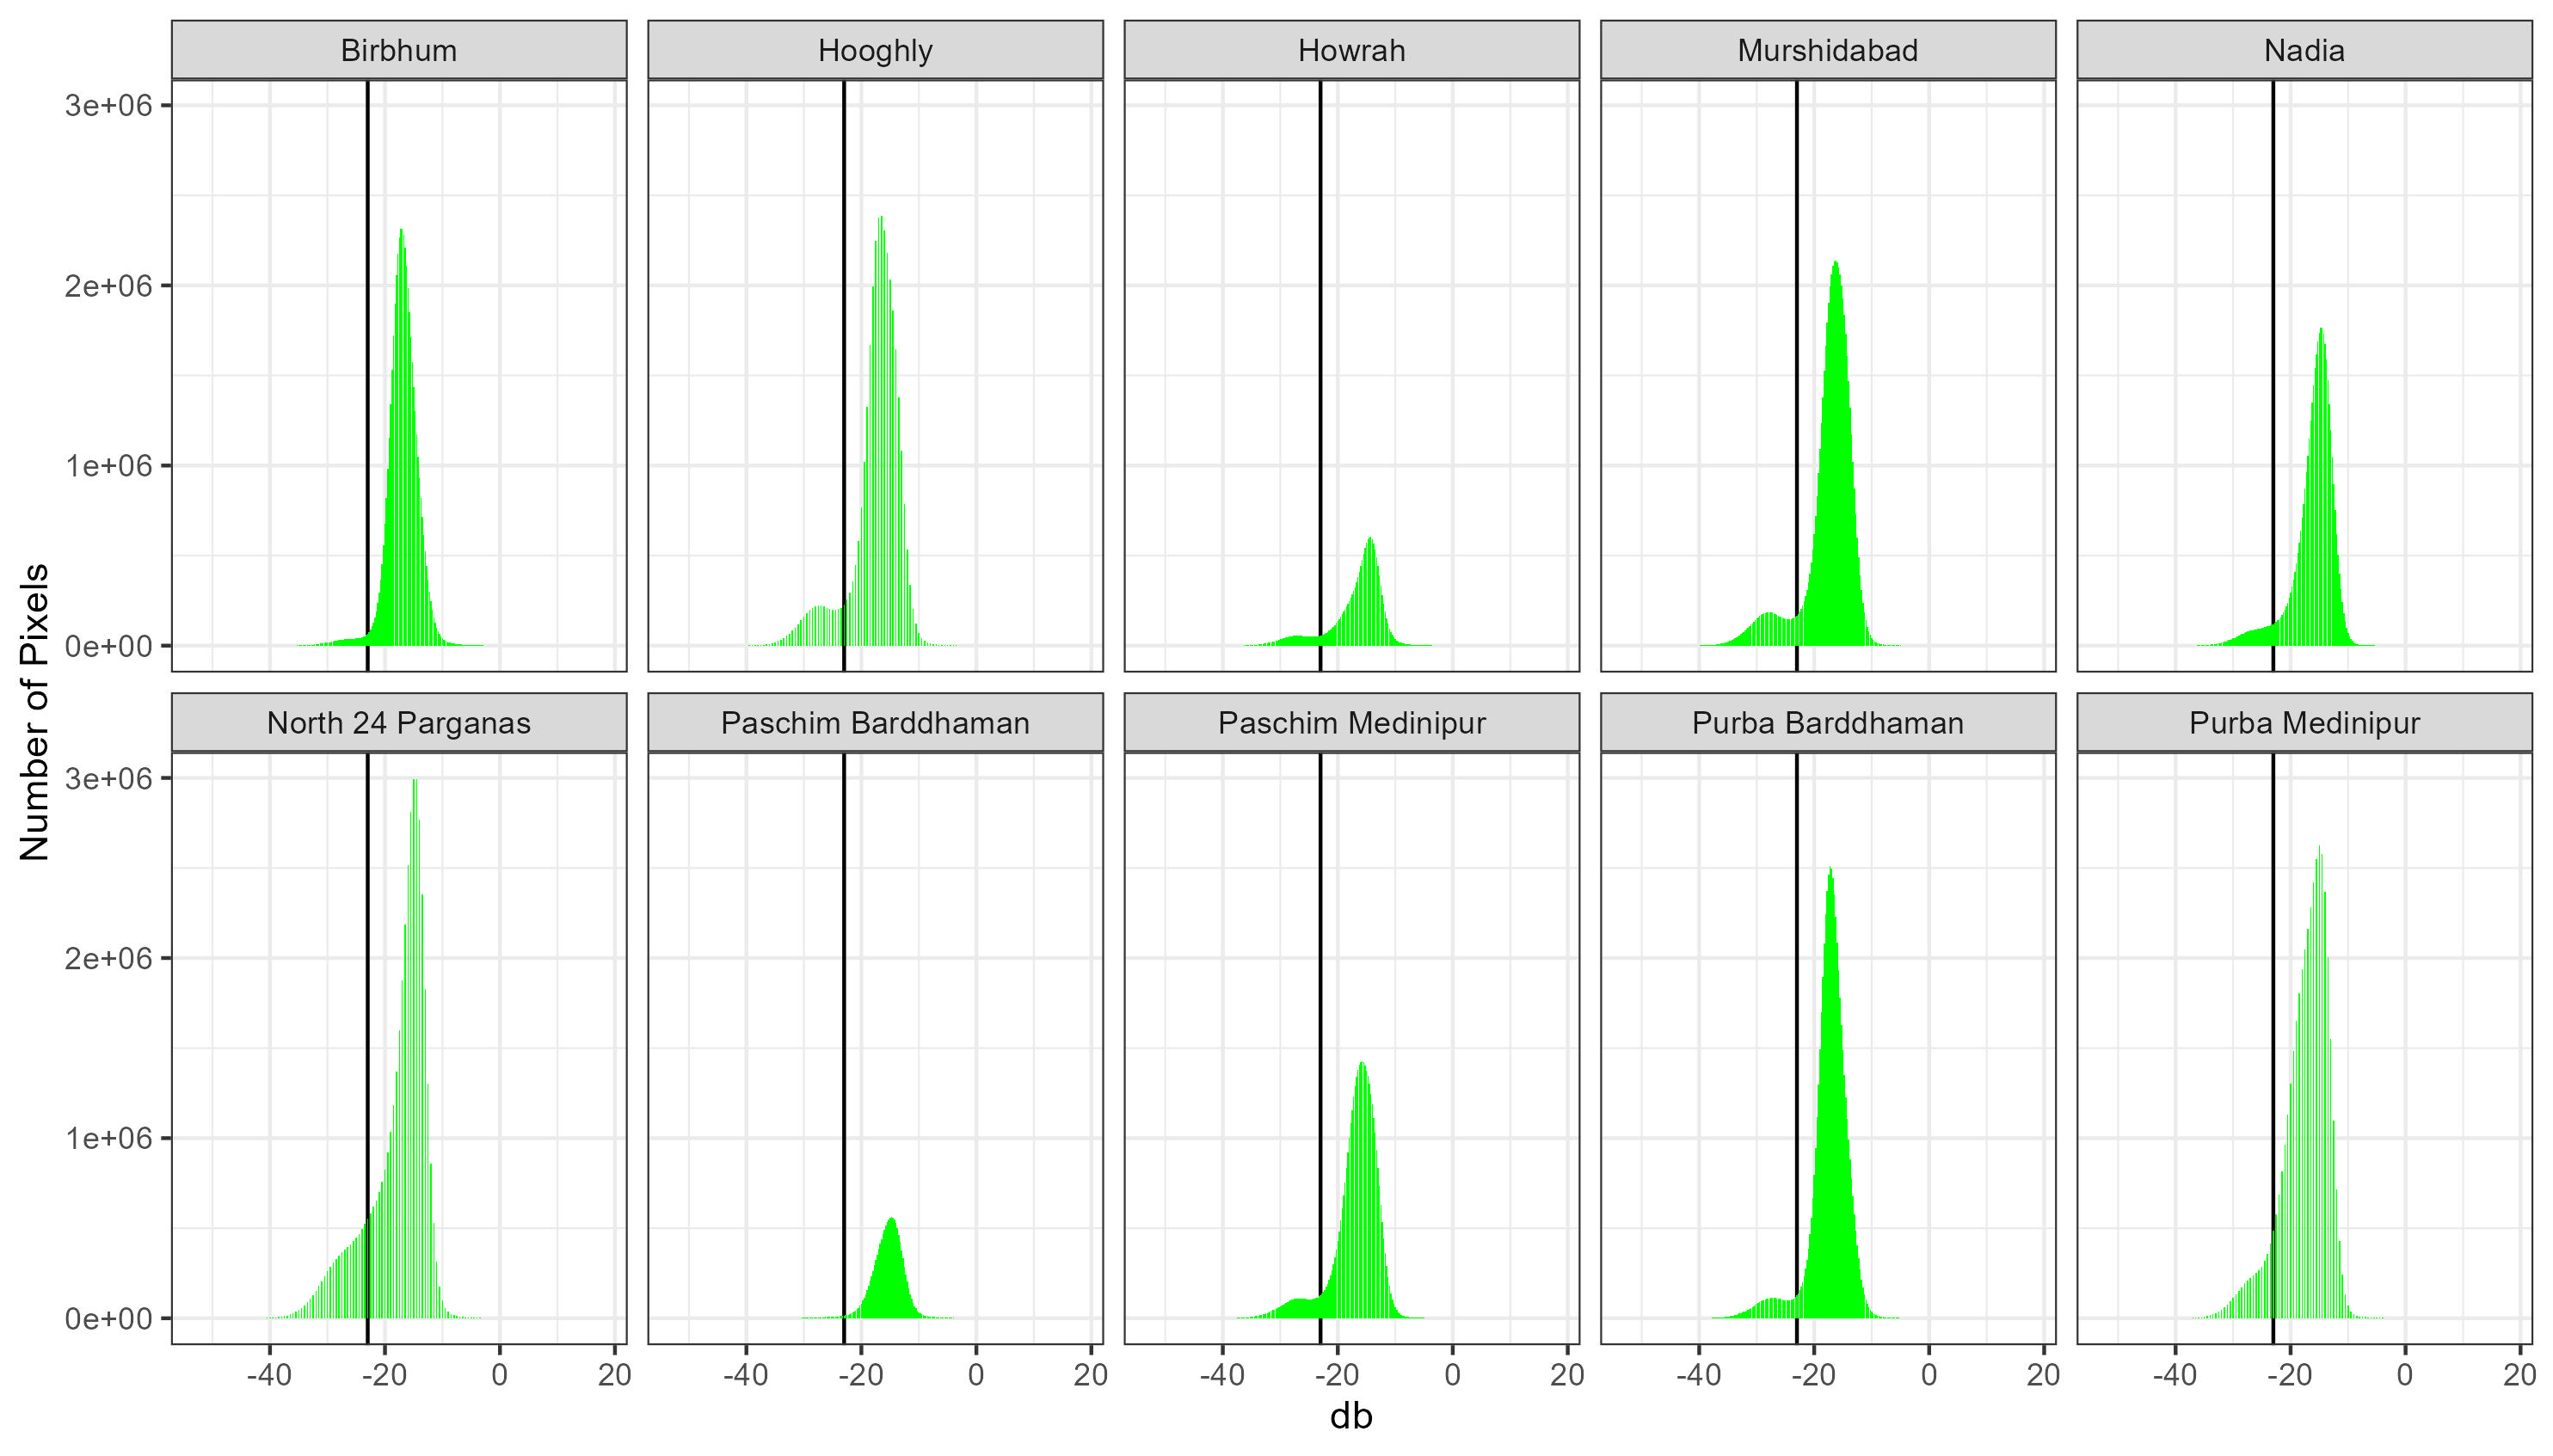 Birbhum
Hooghly
Howrah
Murshidabad
Nadia
3e+06
2e+06
1e+06
0e+00
Number of Pixels
North 24 Parganas
Paschim Barddhaman
Paschim Medinipur
Purba Barddhaman
Purba Medinipur
3e+06
2e+06
1e+06
0e+00
-40 -20 0 20
-40 -20 0 20
-40 -20 0 20
-40 -20 0 20
-40 -20 0 20
db